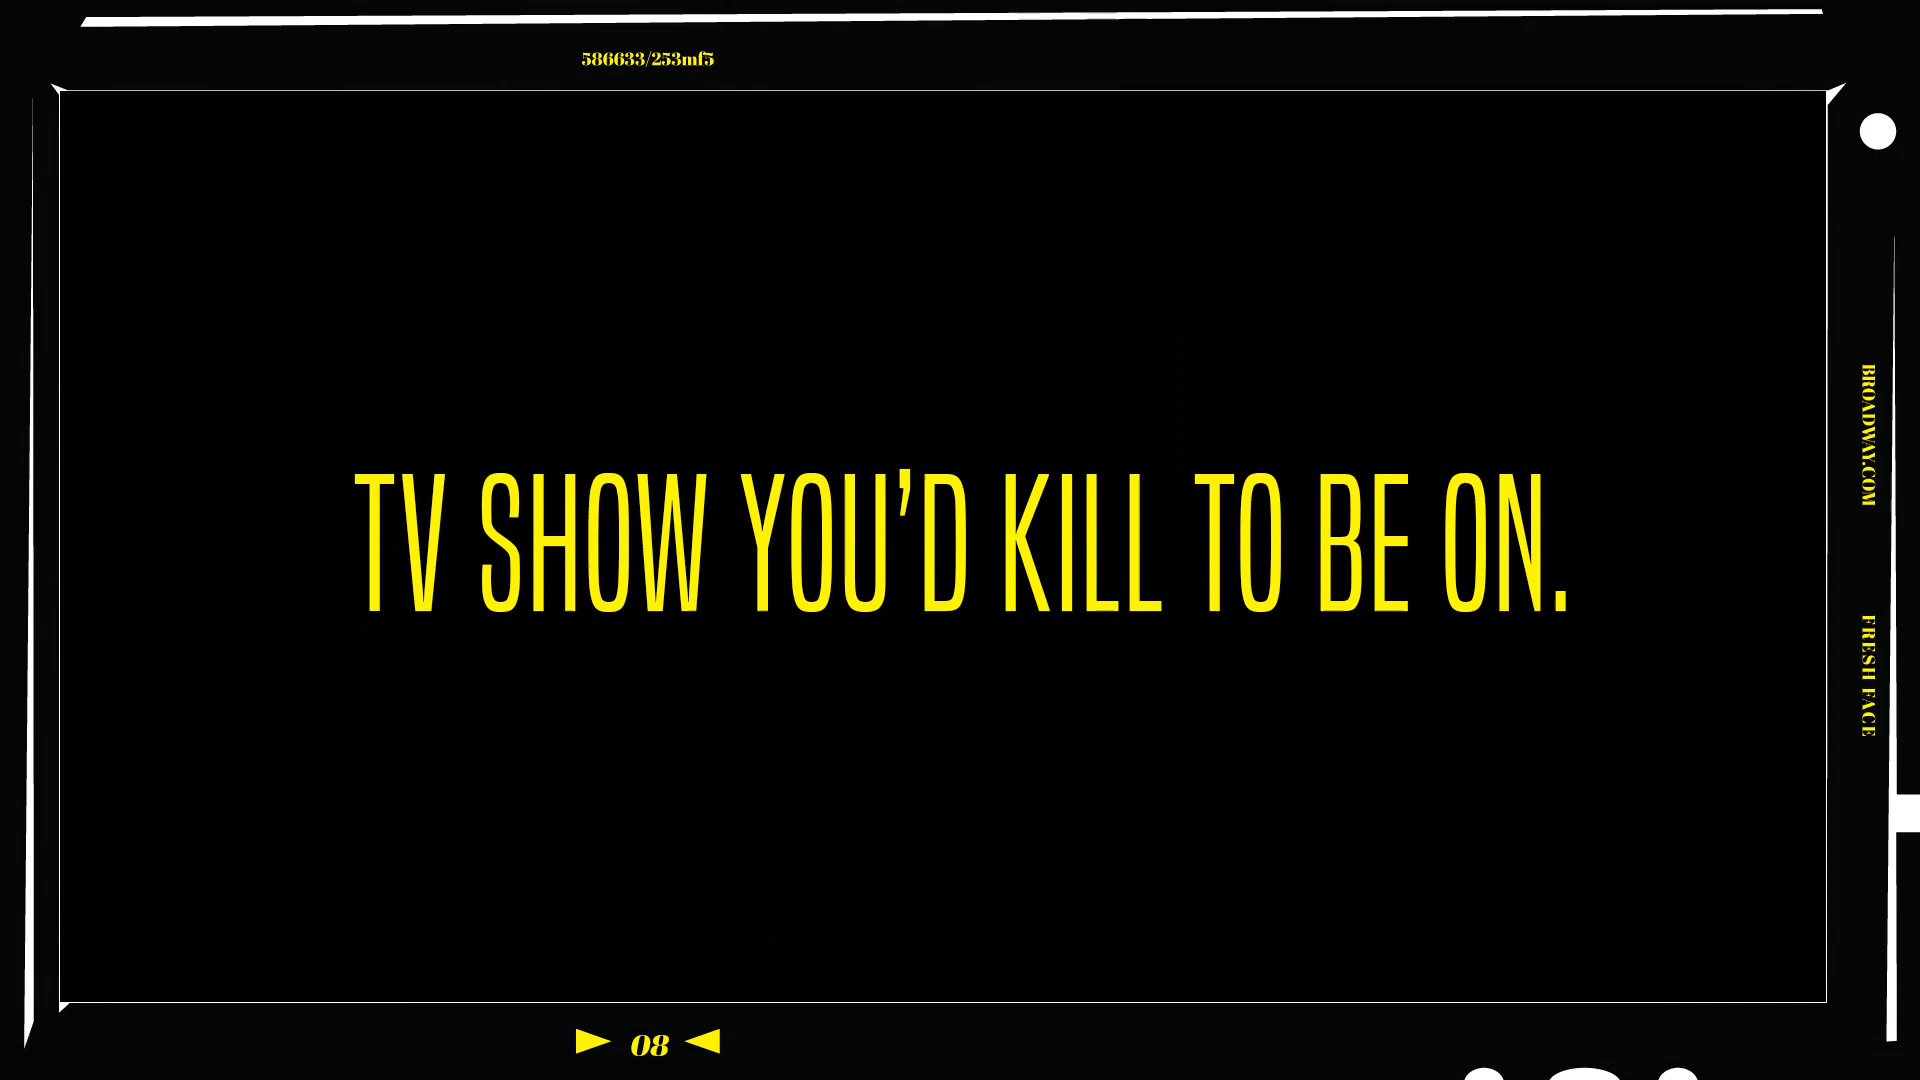 586633/253mf5
TV SHOW YOU’D KILL TO BE ON.
BROADWAY.COM
FRESH FACE
08